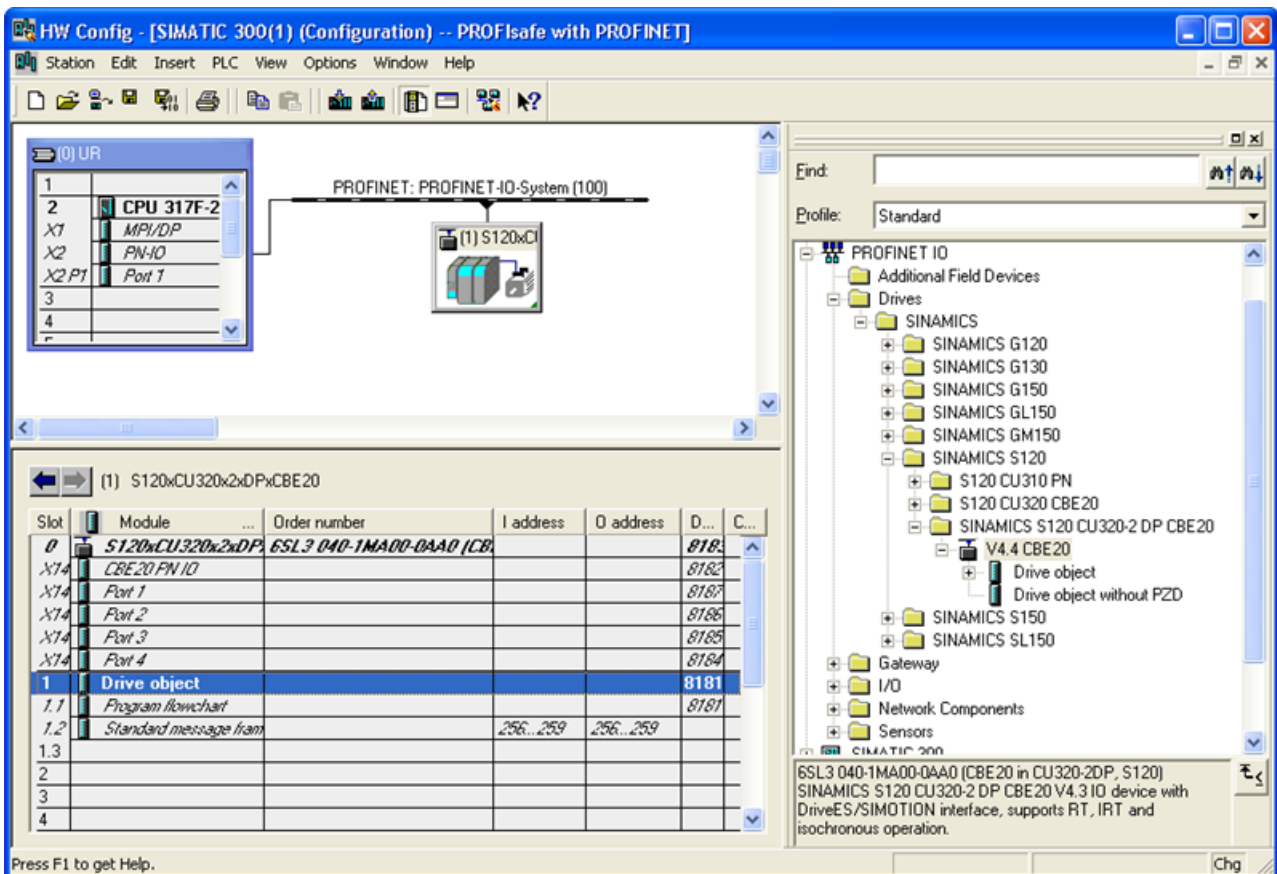 HW Config - [SIMATIC 300(1) (Configuration) -- PROFIsafe with PROFINET]
Station Edit Insert PLC View Options Window Help
(0) UR
1
2 CPU 317F-2
X1 MPI/DP
X2 PN-IO
X2 P1 Port 1
3
4
PROFINET: PROFINET-IO-System (100)
(1) S120xCU
(1) S120xCU320x2xDPxCBE20
Slot Module ... Order number I address O address D... C...
0 S120xCU320x2xDP: 6SL3 040-1MA00-0AA0 (CB. 8183
X14 CBE20 PN IO 8182
X14 Port 1 8187
X14 Port 2 8186
X14 Port 3 8185
X14 Port 4 8184
1 Drive object 8181
1.1 Program flowchart 8181
1.2 Standard message fram 256...259 256...259
1.3
2
3
4
Find:
Profile: Standard
PROFINET IO
Additional Field Devices
Drives
SINAMICS
SINAMICS G120
SINAMICS G130
SINAMICS G150
SINAMICS GL150
SINAMICS GM150
SINAMICS S120
S120 CU310 PN
S120 CU320 CBE20
SINAMICS S120 CU320-2 DP CBE20
V4.4 CBE20
Drive object
Drive object without PZD
SINAMICS S150
SINAMICS SL150
Gateway
I/O
Network Components
Sensors
SIMATIC 300
6SL3 040-1MA00-0AA0 (CBE20 in CU320-2DP, S120)
SINAMICS S120 CU320-2 DP CBE20 V4.3 IO device with
DriveES/SIMOTION interface, supports RT, IRT and
isochronous operation.
Press F1 to get Help.
Chg